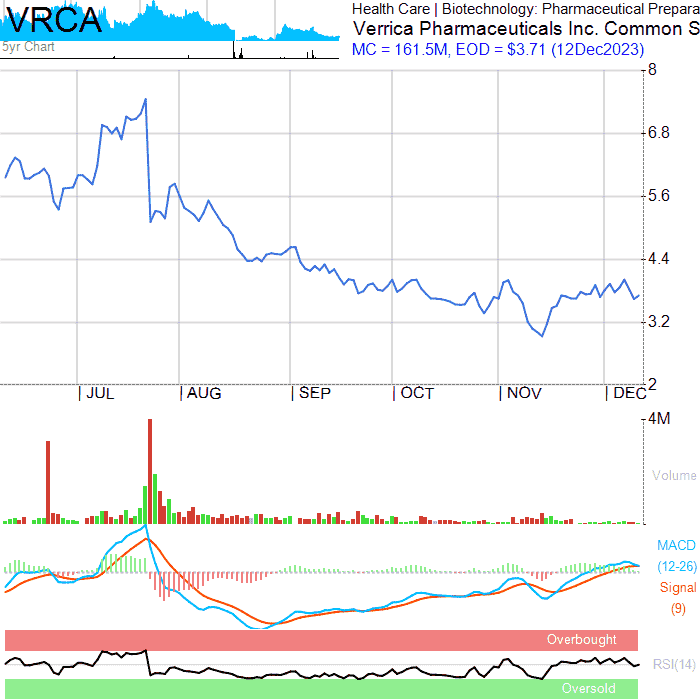 VRCA
5yr Chart
Health Care | Biotechnology: Pharmaceutical Prepara
Verrica Pharmaceuticals Inc. Common S
MC = 161.5M, EOD = $3.71 (12Dec2023)
8
6.8
5.6
4.4
3.2
2
| JUL | AUG | SEP | OCT | NOV | DEC
4M
Volume
MACD
(12-26)
Signal
(9)
Overbought
RSI(14)
Oversold